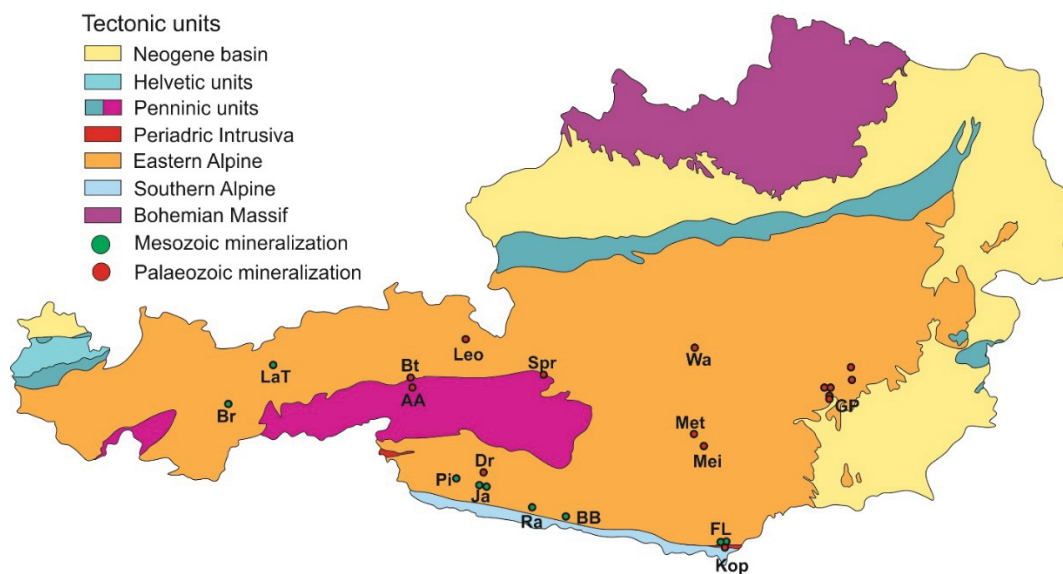 Tectonic units
Neogene basin
Helvetic units
Penninic units
Periadric Intrusiva
Eastern Alpine
Southern Alpine
Bohemian Massif
Mesozoic mineralization
Palaeozoic mineralization
Leo
Wa
LaT
Bt
Spr
AA
Br
GP
Met
Mei
Dr
Pi
Ja
Ra
BB
FL
Kop